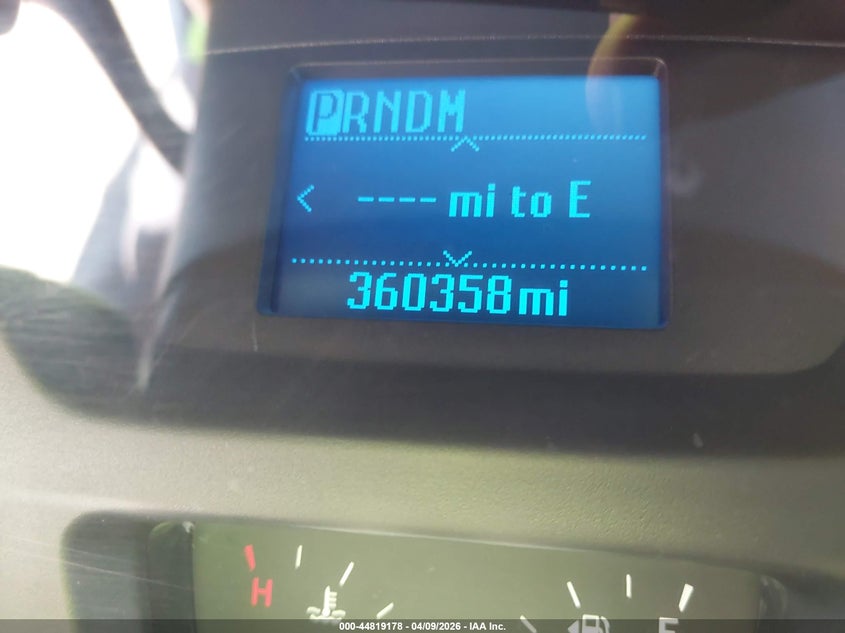 PRNDM
< ---- mi to E
360358mi
H
000-44819178 - 04/09/2026 - IAA Inc.